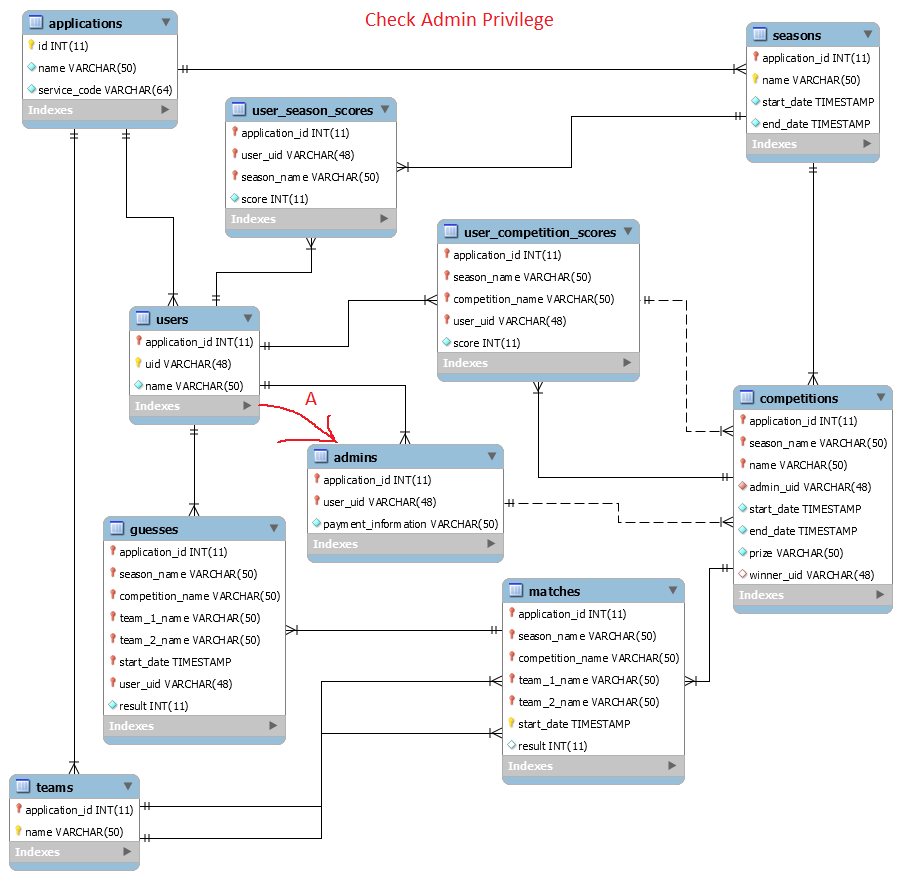 Check Admin Privilege
applications
id INT(11)
name VARCHAR(50)
service_code VARCHAR(64)
Indexes
seasons
application_id INT(11)
name VARCHAR(50)
start_date TIMESTAMP
end_date TIMESTAMP
Indexes
user_season_scores
application_id INT(11)
user_uid VARCHAR(48)
season_name VARCHAR(50)
score INT(11)
Indexes
user_competition_scores
application_id INT(11)
season_name VARCHAR(50)
competition_name VARCHAR(50)
user_uid VARCHAR(48)
score INT(11)
Indexes
users
application_id INT(11)
uid VARCHAR(48)
name VARCHAR(50)
Indexes
A
competitions
application_id INT(11)
season_name VARCHAR(50)
name VARCHAR(50)
admin_uid VARCHAR(48)
start_date TIMESTAMP
end_date TIMESTAMP
prize VARCHAR(50)
winner_uid VARCHAR(48)
Indexes
admins
application_id INT(11)
user_uid VARCHAR(48)
payment_information VARCHAR(50)
Indexes
guesses
application_id INT(11)
season_name VARCHAR(50)
competition_name VARCHAR(50)
team_1_name VARCHAR(50)
team_2_name VARCHAR(50)
start_date TIMESTAMP
user_uid VARCHAR(48)
result INT(11)
Indexes
matches
application_id INT(11)
season_name VARCHAR(50)
competition_name VARCHAR(50)
team_1_name VARCHAR(50)
team_2_name VARCHAR(50)
start_date TIMESTAMP
result INT(11)
Indexes
teams
application_id INT(11)
name VARCHAR(50)
Indexes